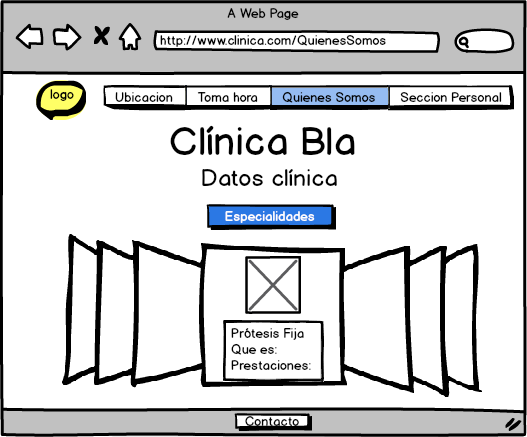 A Web Page
http://www.clinica.com/QuienesSomos
logo
Ubicacion
Toma hora
Quienes Somos
Seccion Personal
Clínica Bla
Datos clínica
Especialidades
Prótesis Fija
Que es:
Prestaciones:
Contacto